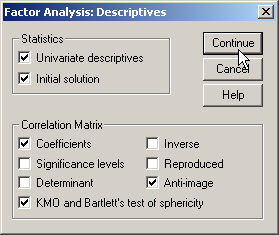 Factor Analysis: Descriptives
Statistics
Univariate descriptives
Initial solution
Continue
Cancel
Help
Correlation Matrix
Coefficients Inverse
Significance levels Reproduced
Determinant Anti-image
KMO and Bartlett's test of sphericity